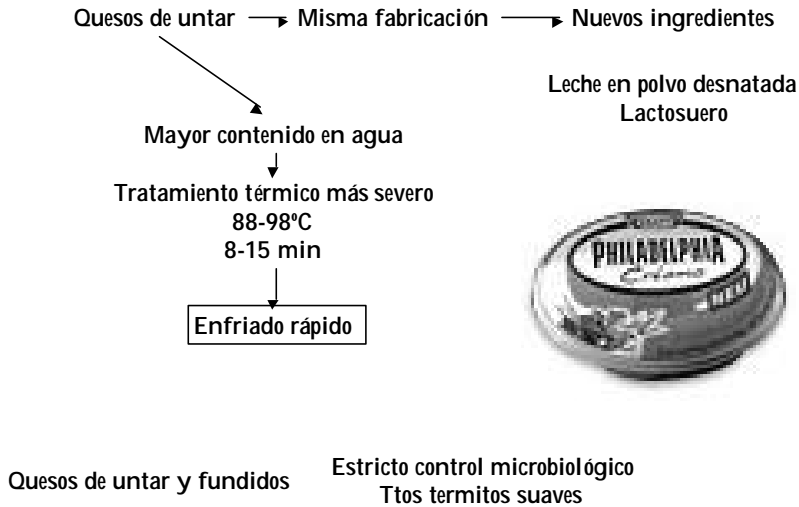 Quesos de untar Misma fabricación Nuevos ingredientes
Leche en polvo desnatada
Lactosuero
Mayor contenido en agua
Tratamiento térmico más severo
88-98ºC
8-15 min
Enfriado rápido
PHILADELPHIA
Quesos de untar y fundidos
Estricto control microbiológico
Ttos termitos suaves